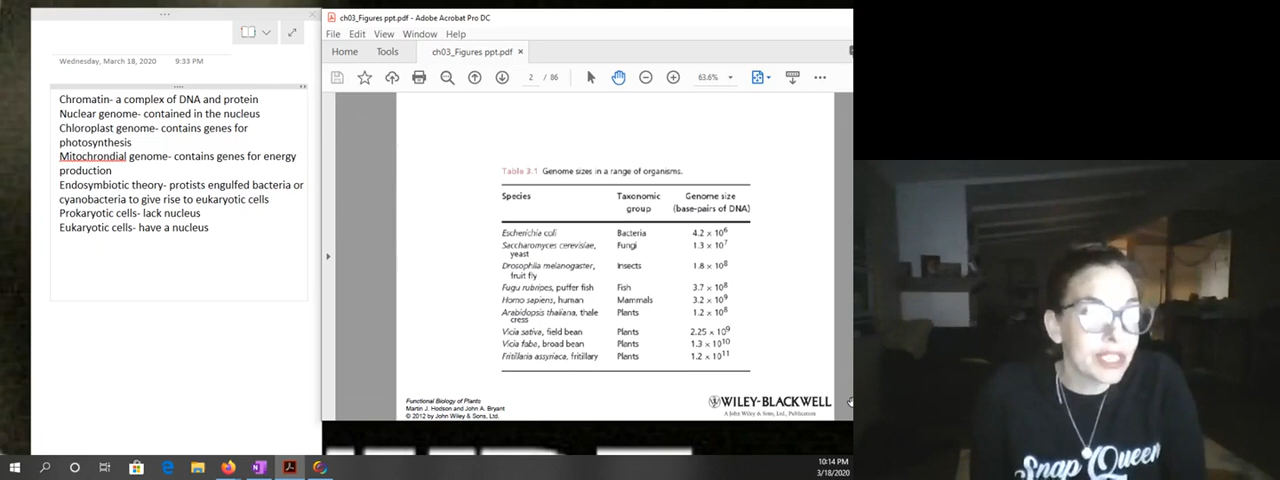 Wednesday, March 18, 2020 9:33 PM
Chromatin- a complex of DNA and protein
Nuclear genome- contained in the nucleus
Chloroplast genome- contains genes for
photosynthesis
Mitochrondial genome- contains genes for energy
production
Endosymbiotic theory- protists engulfed bacteria or
cyanobacteria to give rise to eukaryotic cells
Prokaryotic cells- lack nucleus
Eukaryotic cells- have a nucleus
ch03_Figures ppt.pdf - Adobe Acrobat Pro DC
File Edit View Window Help
Home Tools ch03_Figures ppt.pdf ×
2 / 86 63.6%
Table 3.1 Genome sizes in a range of organisms.
Species Taxonomic group Genome size (base-pairs of DNA)
Escherichia coli Bacteria 4.2 × 10⁶
Saccharomyces cerevisiae, yeast Fungi 1.3 × 10⁷
Drosophila melanogaster, fruit fly Insects 1.8 × 10⁸
Fugu rubripes, puffer fish Fish 3.7 × 10⁸
Homo sapiens, human Mammals 3.2 × 10⁹
Arabidopsis thaliana, thale cress Plants 1.2 × 10⁸
Vicia sativa, field bean Plants 2.25 × 10⁹
Vicia faba, broad bean Plants 1.3 × 10¹⁰
Fritillaria assyriaca, fritillary Plants 1.2 × 10¹¹
Functional Biology of Plants
Martin J. Hodson and John A. Bryant
© 2012 by John Wiley & Sons, Ltd.
WILEY-BLACKWELL
A John Wiley & Sons, Ltd., Publication
Snap Queen
10:14 PM
3/18/2020